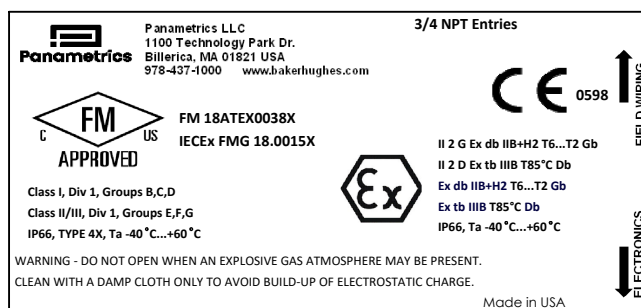 Panametrics
Panametrics LLC
1100 Technology Park Dr.
Billerica, MA 01821 USA
978-437-1000 www.bakerhughes.com
3/4 NPT Entries
CE 0598
FIELD WIRING
C FM US
APPROVED
FM 18ATEX0038X
IECEx FMG 18.0015X
Class I, Div 1, Groups B,C,D
Class II/III, Div 1, Groups E,F,G
IP66, TYPE 4X, Ta -40°C...+60°C
Ex
II 2 G Ex db IIB+H2 T6...T2 Gb
II 2 D Ex tb IIIB T85°C Db
Ex db IIB+H2 T6...T2 Gb
Ex tb IIIB T85°C Db
IP66, Ta -40°C...+60°C
ELECTRONICS
WARNING - DO NOT OPEN WHEN AN EXPLOSIVE GAS ATMOSPHERE MAY BE PRESENT.
CLEAN WITH A DAMP CLOTH ONLY TO AVOID BUILD-UP OF ELECTROSTATIC CHARGE.
Made in USA